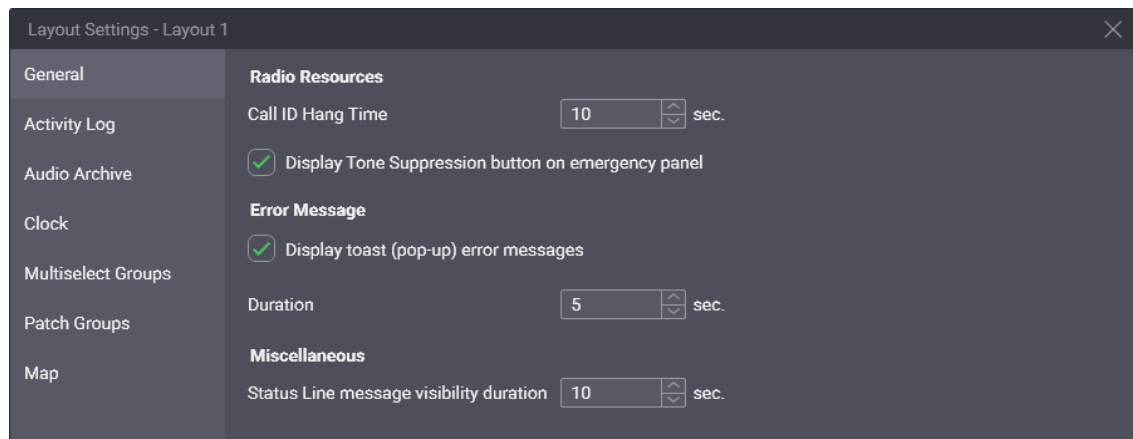 Layout Settings - Layout 1
General
Activity Log
Audio Archive
Clock
Multiselect Groups
Patch Groups
Map
Radio Resources
Call ID Hang Time 10 sec.
Display Tone Suppression button on emergency panel
Error Message
Display toast (pop-up) error messages
Duration 5 sec.
Miscellaneous
Status Line message visibility duration 10 sec.